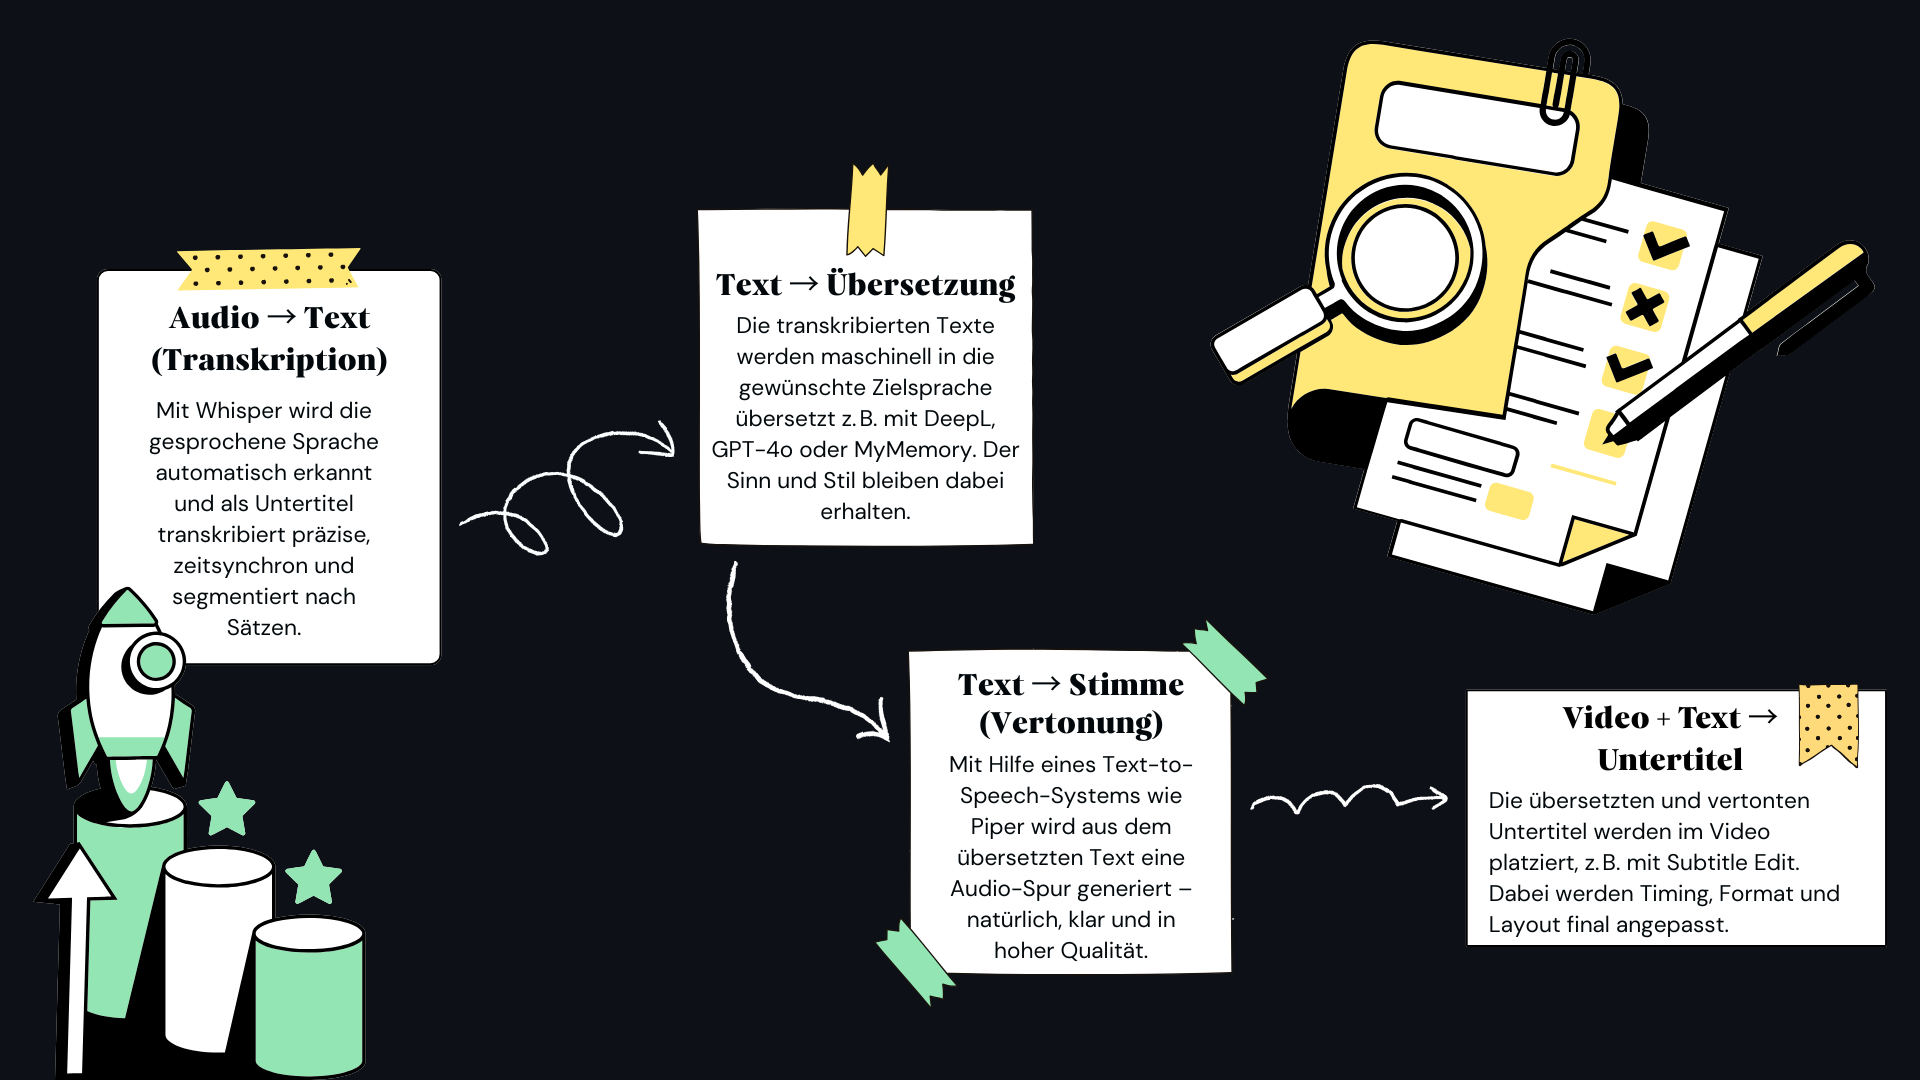 Audio → Text
(Transkription)
Mit Whisper wird die
gesprochene Sprache
automatisch erkannt
und als Untertitel
transkribiert präzise,
zeitsynchron und
segmentiert nach
Sätzen.
Text → Übersetzung
Die transkribierten Texte
werden maschinell in die
gewünschte Zielsprache
übersetzt z. B. mit DeepL,
GPT-4o oder MyMemory. Der
Sinn und Stil bleiben dabei
erhalten.
Text → Stimme
(Vertonung)
Mit Hilfe eines Text-to-
Speech-Systems wie
Piper wird aus dem
übersetzten Text eine
Audio-Spur generiert –
natürlich, klar und in
hoher Qualität.
Video + Text →
Untertitel
Die übersetzten und vertonten
Untertitel werden im Video
platziert, z. B. mit Subtitle Edit.
Dabei werden Timing, Format und
Layout final angepasst.